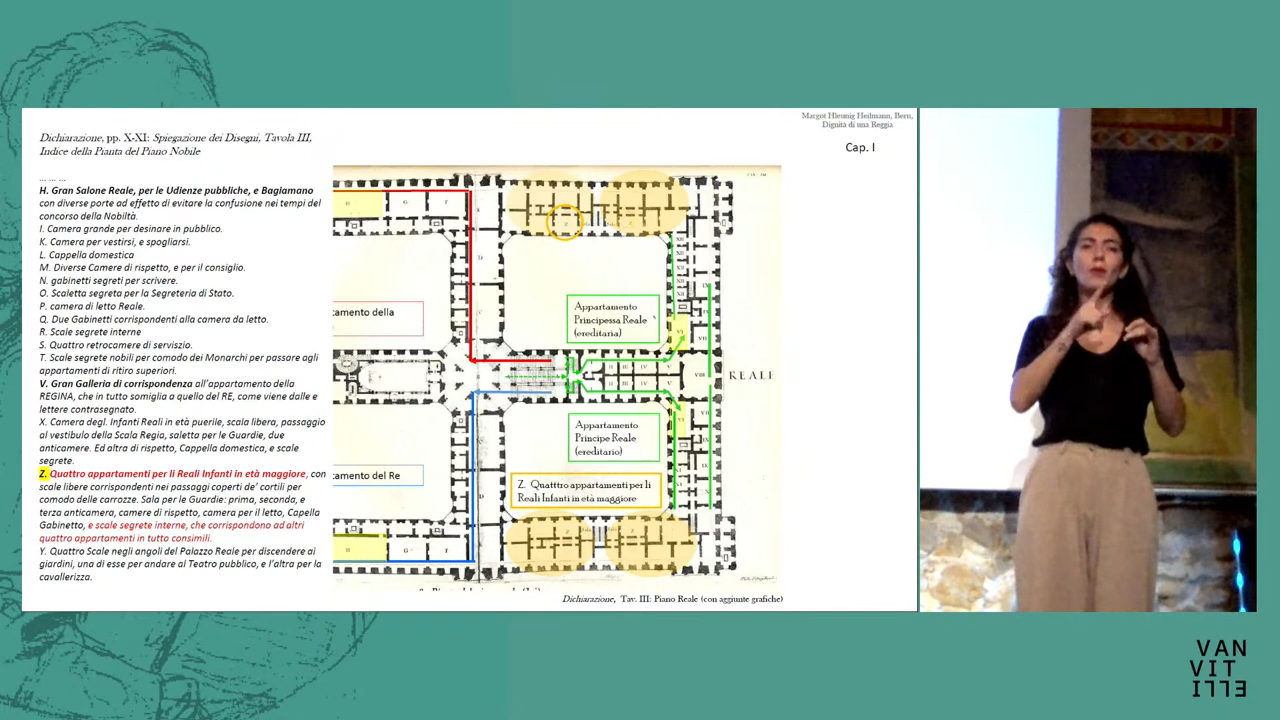 Margot Hleunig Heilmann, Beru,
Dignità di una Reggia
Cap. I
Dichiarazione, pp. X-XI: Spiegazione dei Disegni, Tavola III,
Indice della Pianta del Piano Nobile
... ... ...
H. Gran Salone Reale, per le Udienze pubbliche, e Bagiamano
con diverse porte ad effetto di evitare la confusione nei tempi del
concorso della Nobiltà.
I. Camera grande per desinare in pubblico.
K. Camera per vestirsi, e spogliarsi.
L. Cappella domestica
M. Diverse Camere di rispetto, e per il consiglio.
N. gabinetti segreti per scrivere.
O. Scaletta segreta per la Segreteria di Stato.
P. camera di letto Reale.
Q. Due Gabinetti corrispondenti alla camera da letto.
R. Scale segrete interne
S. Quattro retrocamere di serviszio.
T. Scale segrete nobili per comodo dei Monarchi per passare agli
appartamenti di ritiro superiori.
V. Gran Galleria di corrispondenza all'appartamento della
REGINA, che in tutto somiglia a quello del RE, come viene dalle e
lettere contrasegnato.
X. Camera degl. Infanti Reali in età puerile, scala libera, passaggio
al vestibulo della Scala Regia, saletta per le Guardie, due
anticamere. Ed altra di rispetto, Cappella domestica, e scale
segrete.
Z. Quattro appartamenti per li Reali Infanti in età maggiore, con
scale libere corrispondenti nei passaggi coperti de' cortili per
comodo delle carrozze. Sala per le Guardie: prima, seconda, e
terza anticamera, camere di rispetto, camera per il letto, Capella
Gabinetto, e scale segrete interne, che corrispondono ad altri
quattro appartamenti in tutto consimili.
Y. Quattro Scale negli angoli del Palazzo Reale per discendere ai
giardini, una di esse per andare al Teatro pubblico, e l'altra per la
cavallerizza.
tamento della
tamento del Re
Appartamento
Principessa Reale
(ereditaria)
Appartamento
Principe Reale
(ereditario)
Z. Quatttro appartamenti per li
Reali Infanti in età maggiore
REALE
Dichiarazione, Tav. III: Piano Reale (con aggiunte grafiche)
VAN
VIT
ELLI